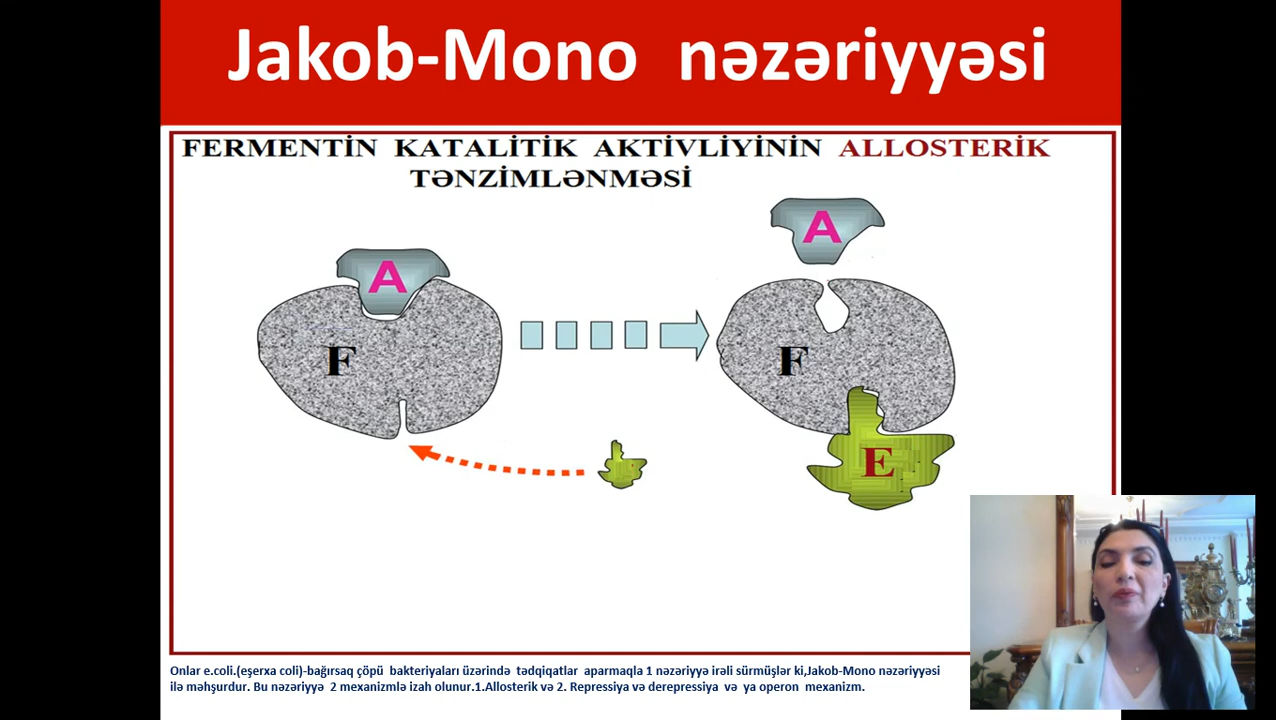 Jakob-Mono nəzəriyyəsi
FERMENTİN KATALİTİK AKTİVLİYİNİN ALLOSTERİK
TƏNZİMLƏNMƏSİ
A
A
F
F
E
Onlar e.coli.(eşerxa coli)-bağırsaq çöpü bakteriyaları üzərində tədqiqatlar aparmaqla 1 nəzəriyyə irəli sürmüşlər ki,Jakob-Mono nəzəriyyəsi
ilə məhşurdur. Bu nəzəriyyə 2 mexanizmlə izah olunur.1.Allosterik və 2. Repressiya və derepressiya və ya operon mexanizm.